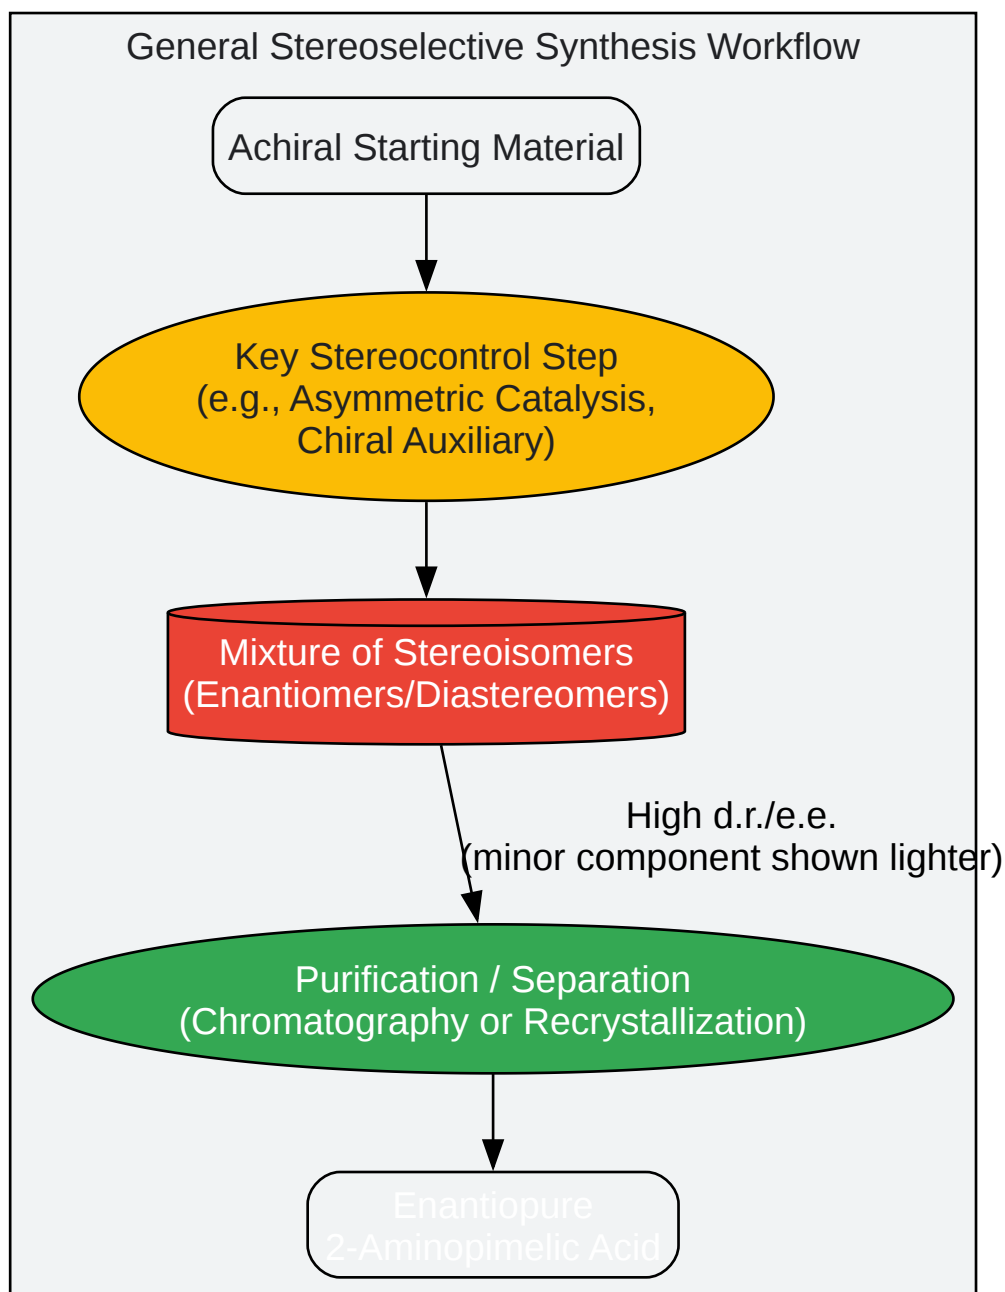 General Stereoselective Synthesis Workflow
Achiral Starting Material
Key Stereocontrol Step
(e.g., Asymmetric Catalysis,
Chiral Auxiliary)
Mixture of Stereoisomers
(Enantiomers/Diastereomers)
High d.r./e.e.
(minor component shown lighter)
Purification / Separation
(Chromatography or Recrystallization)
Enantiopure
2-Aminopimelic Acid